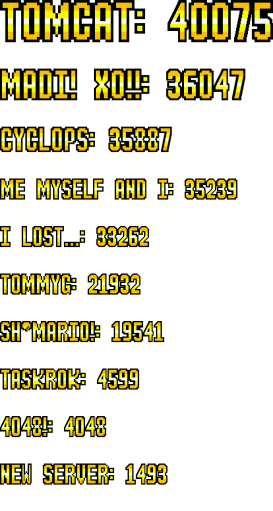 TOMCAT: 40075
MADI! XO!!: 36047
CYCLOPS: 35887
ME MYSELF AND I: 35239
I LOST...: 33262
TOMMYG: 21932
SH*MARIO!: 19541
TASKROK: 4599
4048!: 4048
NEW SERVER: 1493